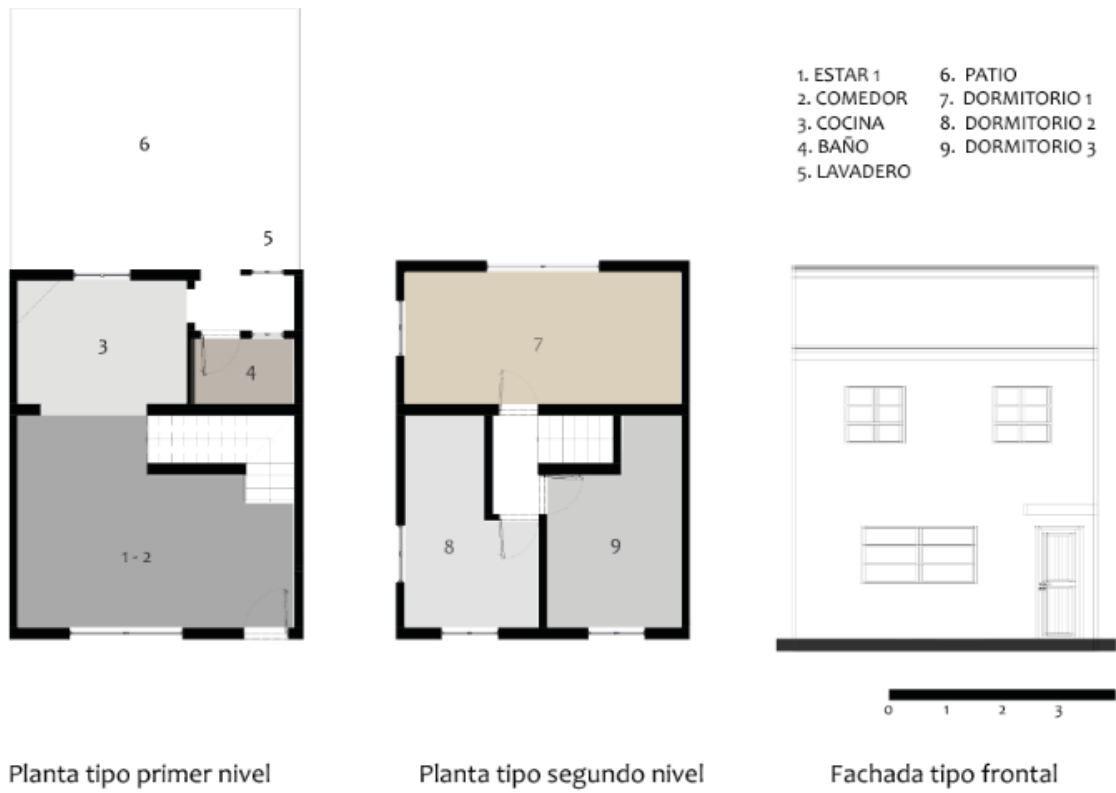 1. ESTAR 1
2. COMEDOR
3. COCINA
4. BAÑO
5. LAVADERO
6. PATIO
7. DORMITORIO 1
8. DORMITORIO 2
9. DORMITORIO 3
6
5
3
4
1 - 2
7
8
9
0 1 2 3
Planta tipo primer nivel
Planta tipo segundo nivel
Fachada tipo frontal